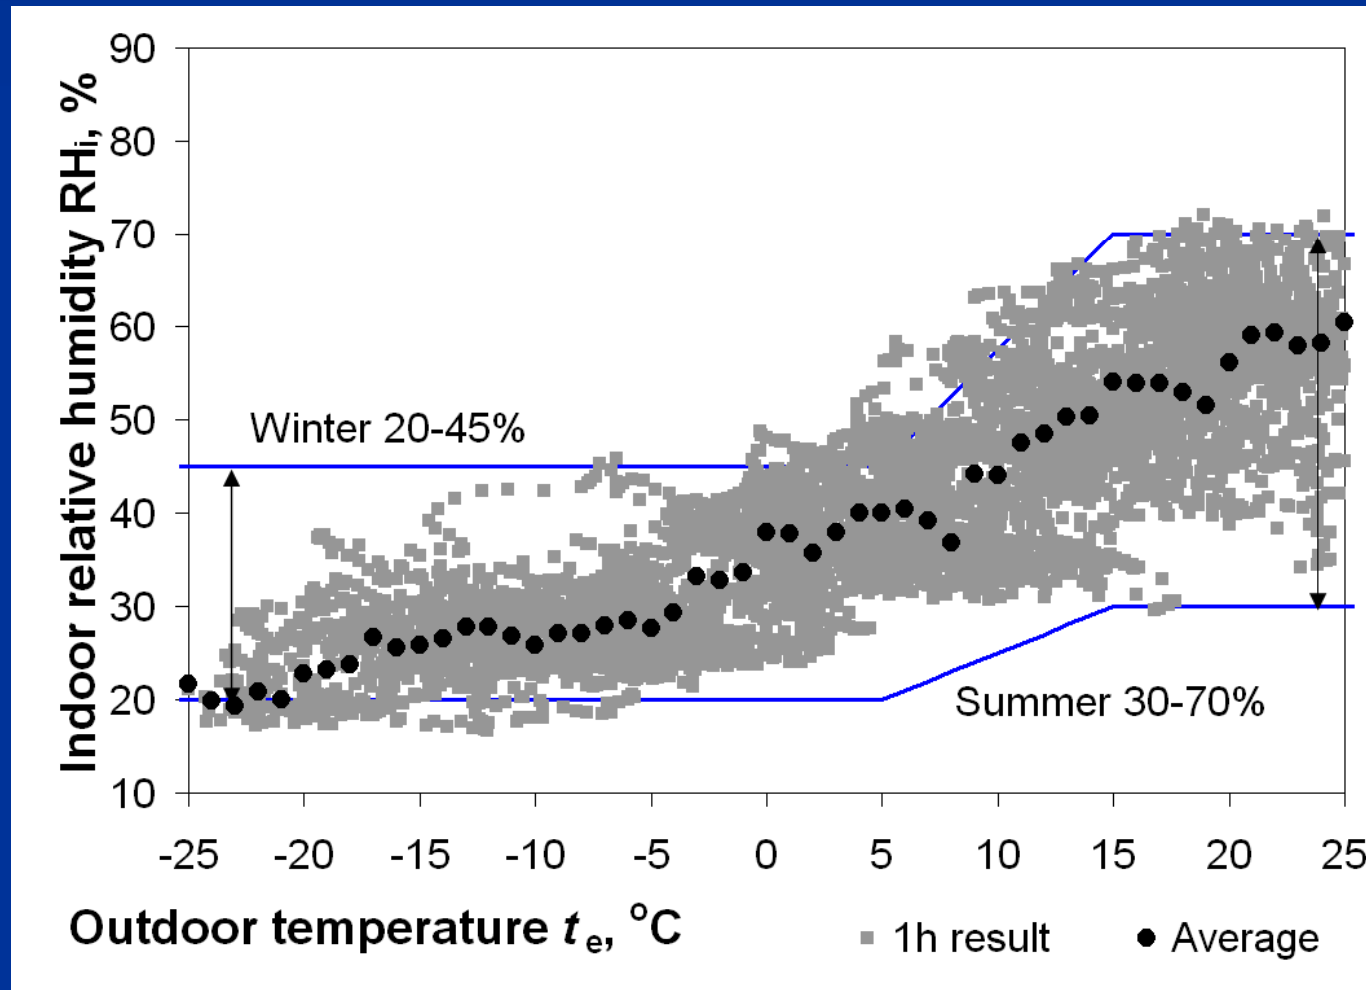 Indoor relative humidity RHi, %
90
80
70
60
50
40
30
20
10
Winter 20-45%
Summer 30-70%
-25 -20 -15 -10 -5 0 5 10 15 20 25
Outdoor temperature te, °C
1h result Average